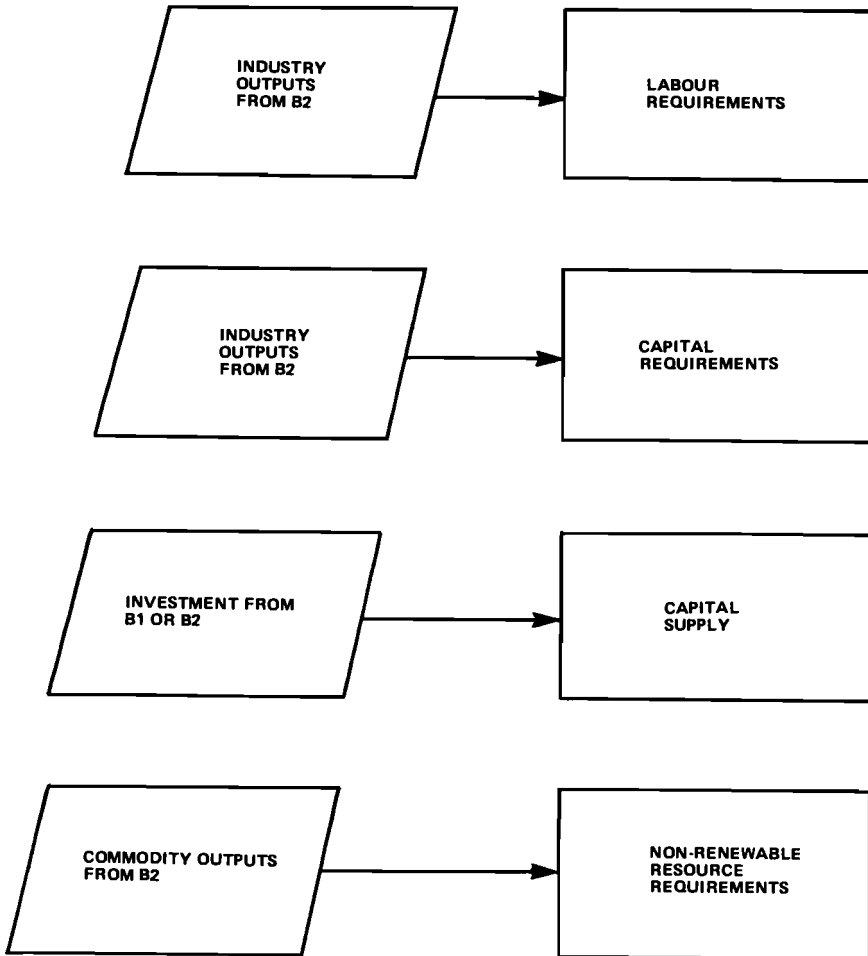 INDUSTRY
OUTPUTS
FROM B2
LABOUR
REQUIREMENTS
INDUSTRY
OUTPUTS
FROM B2
CAPITAL
REQUIREMENTS
INVESTMENT FROM
B1 OR B2
CAPITAL
SUPPLY
COMMODITY OUTPUTS
FROM B2
NON-RENEWABLE
RESOURCE
REQUIREMENTS